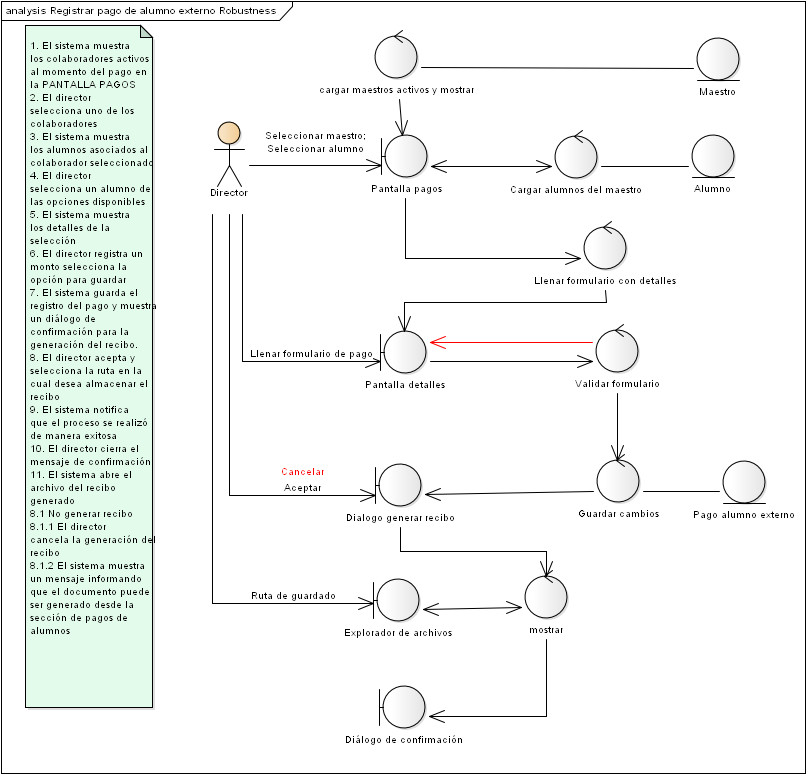 analysis Registrar pago de alumno externo Robustness
1. El sistema muestra
los colaboradores activos
al momento del pago en
la PANTALLA PAGOS
2. El director
selecciona uno de los
colaboradores
3. El sistema muestra
los alumnos asociados al
colaborador seleccionado
4. El director
selecciona un alumno de
las opciones disponibles
5. El sistema muestra
los detalles de la
selección
6. El director registra un
monto selecciona la
opción para guardar
7. El sistema guarda el
registro del pago y muestra
un diálogo de
confirmación para la
generación del recibo.
8. El director acepta y
selecciona la ruta en la
cual desea almacenar el
recibo
9. El sistema notifica
que el proceso se realizó
de manera exitosa
10. El director cierra el
mensaje de confirmación
11. El sistema abre el
archivo del recibo
generado
8.1 No generar recibo
8.1.1 El director
cancela la generación del
recibo
8.1.2 El sistema muestra
un mensaje informando
que el documento puede
ser generado desde la
sección de pagos de
alumnos
cargar maestros activos y mostrar
Maestro
Director
Seleccionar maestro;
Seleccionar alumno
Pantalla pagos
Cargar alumnos del maestro
Alumno
Llenar formulario con detalles
Llenar formulario de pago
Pantalla detalles
Validar formulario
Cancelar
Aceptar
Dialogo generar recibo
Guardar cambios
Pago alumno externo
Ruta de guardado
Explorador de archivos
mostrar
Diálogo de confirmación